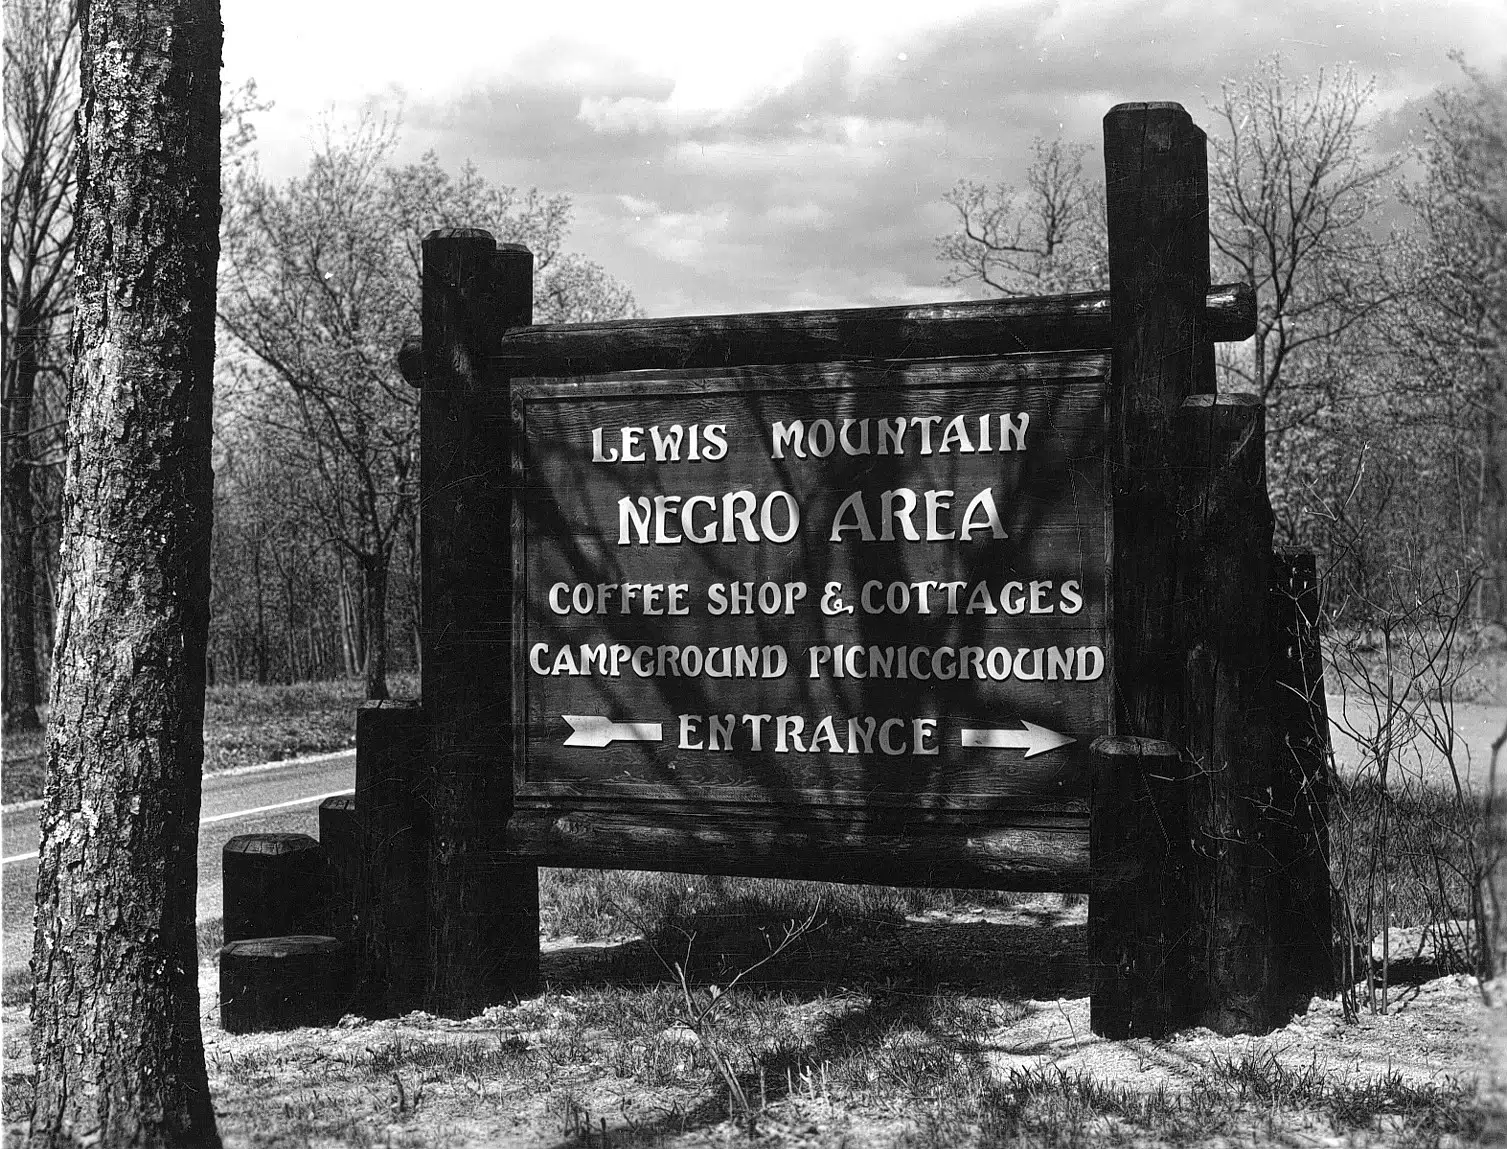 LEWIS MOUNTAIN
NEGRO AREA
COFFEE SHOP & COTTAGES
CAMPGROUND PICNICGROUND
ENTRANCE